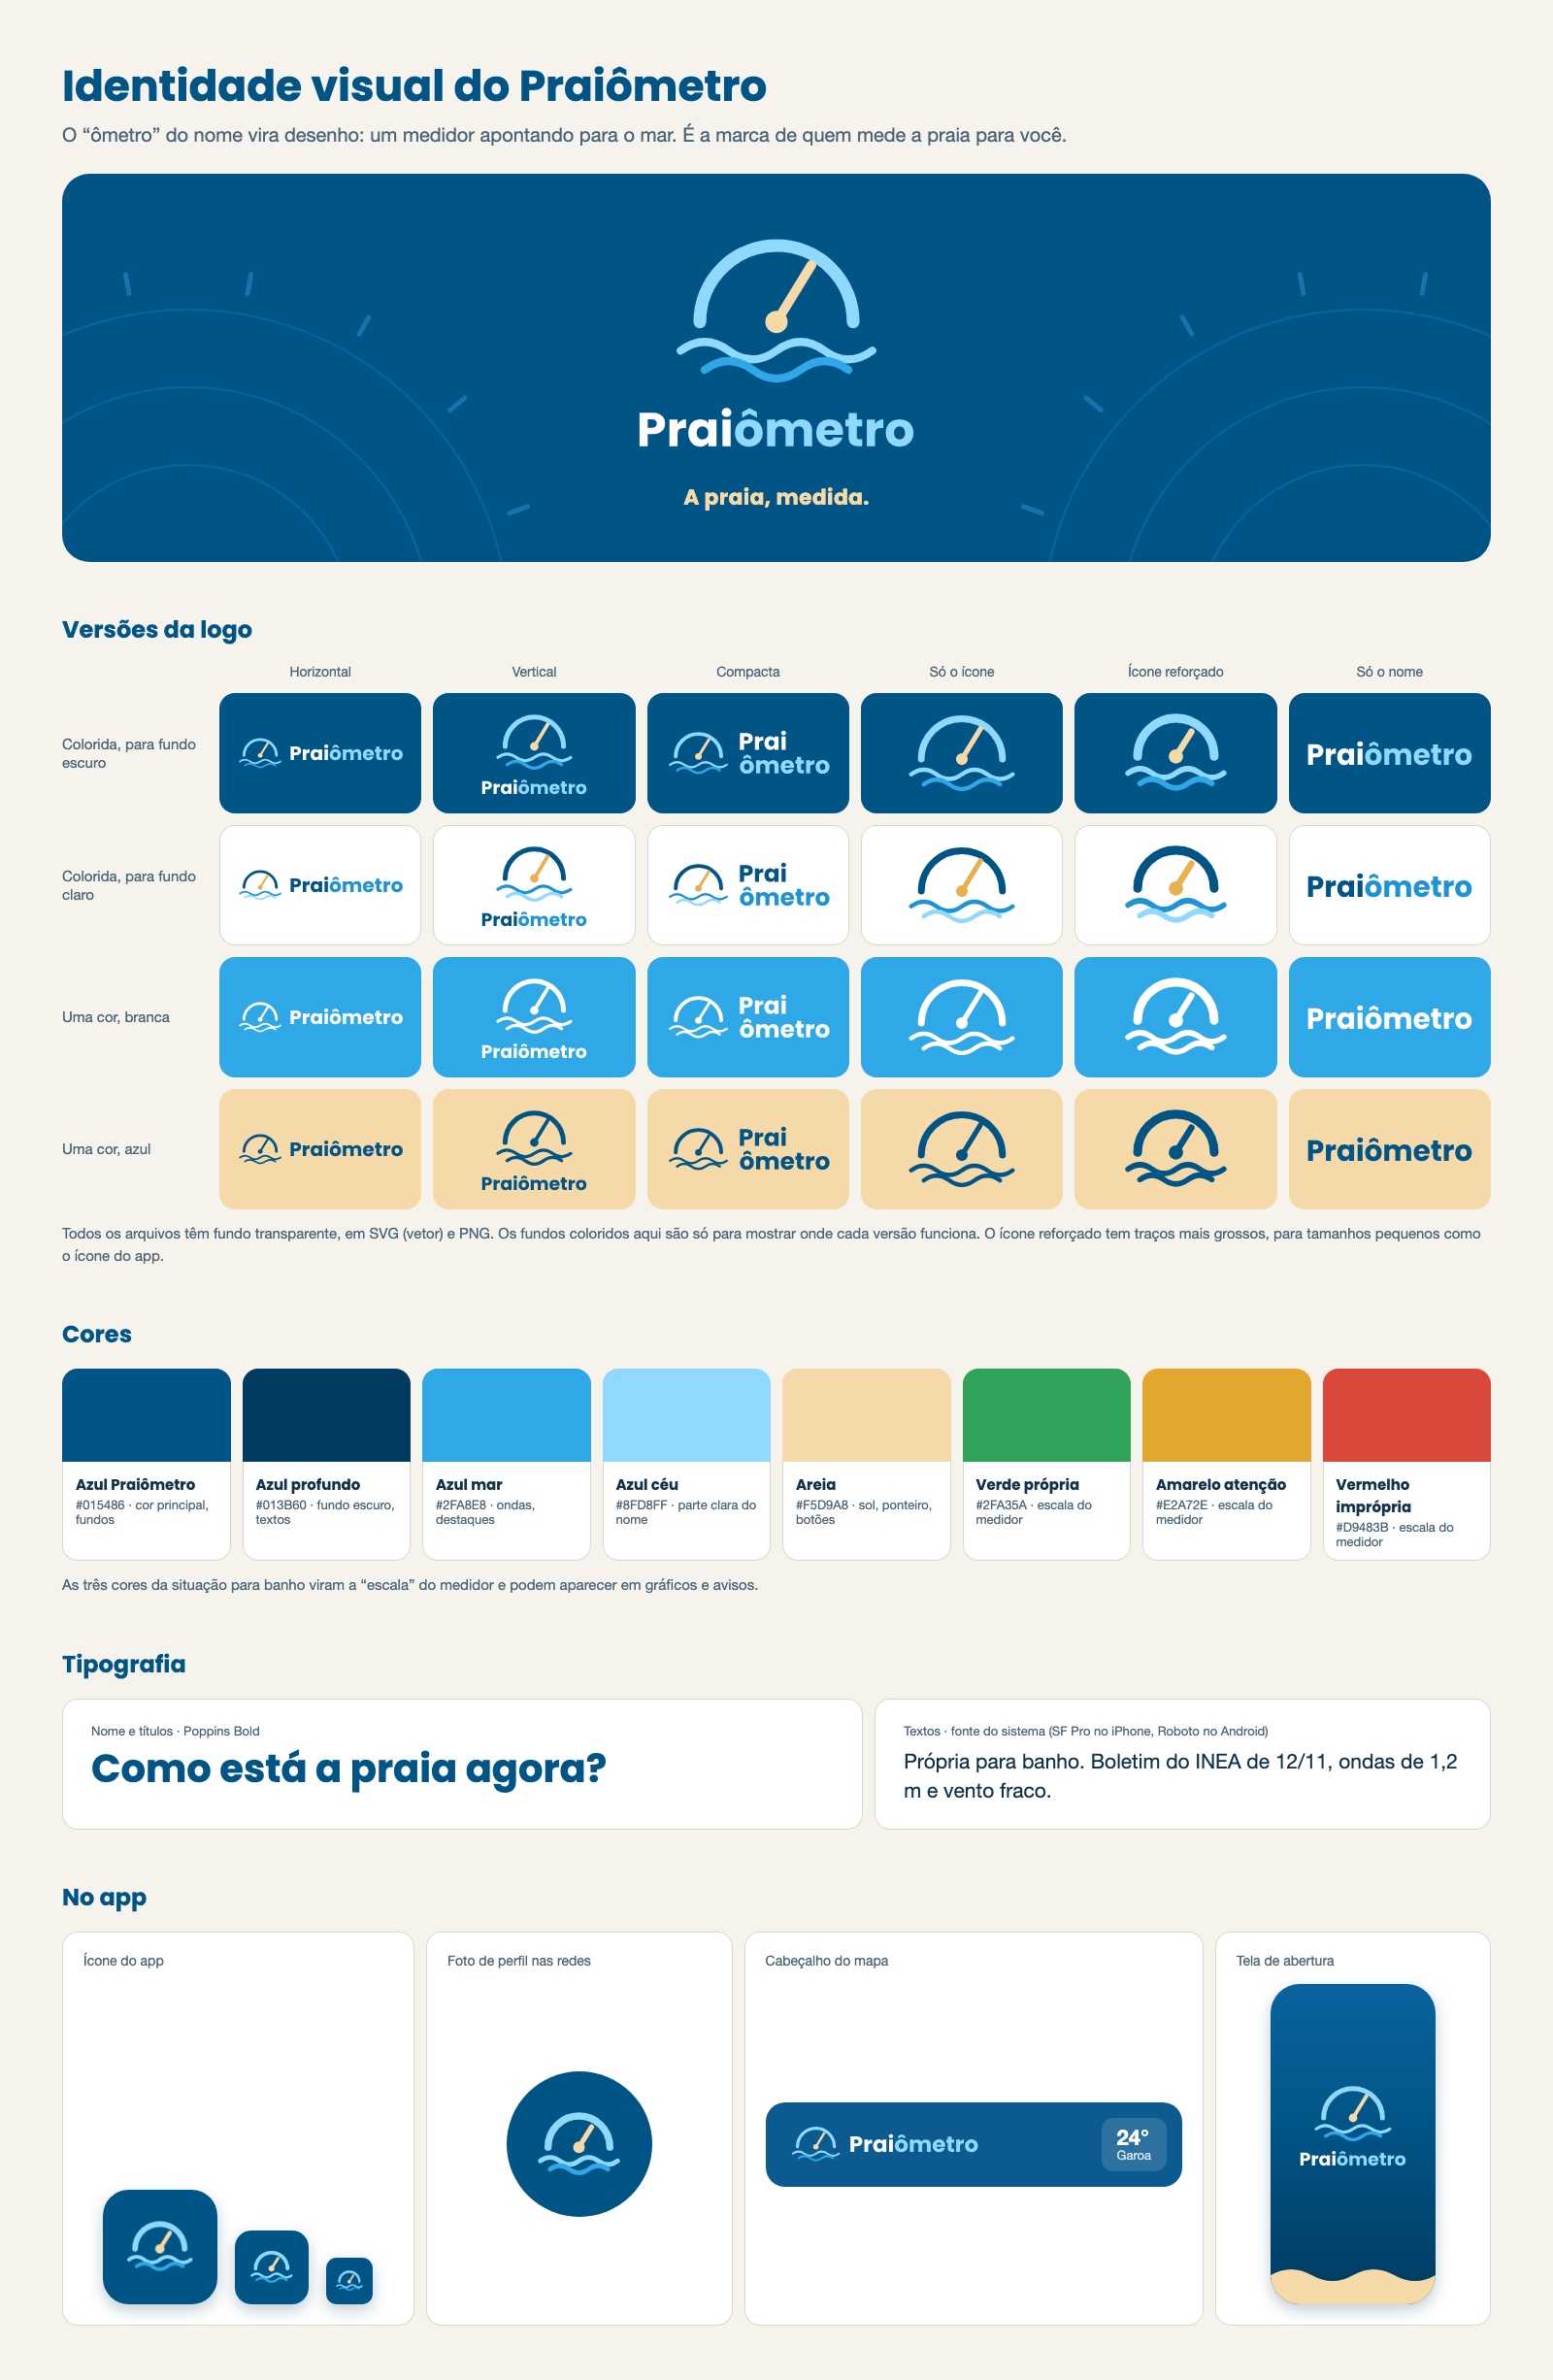 Identidade visual do Praiômetro
O “ômetro” do nome vira desenho: um medidor apontando para o mar. É a marca de quem mede a praia para você.
Praiômetro
A praia, medida.
Versões da logo
Horizontal
Vertical
Compacta
Só o ícone
Ícone reforçado
Só o nome
Colorida, para fundo
escuro
Praiômetro
Praiômetro
Prai
ômetro
Praiômetro
Colorida, para fundo
claro
Praiômetro
Praiômetro
Prai
ômetro
Praiômetro
Uma cor, branca
Praiômetro
Praiômetro
Prai
ômetro
Praiômetro
Uma cor, azul
Praiômetro
Praiômetro
Prai
ômetro
Praiômetro
Todos os arquivos têm fundo transparente, em SVG (vetor) e PNG. Os fundos coloridos aqui são só para mostrar onde cada versão funciona. O ícone reforçado tem traços mais grossos, para tamanhos pequenos como
o ícone do app.
Cores
Azul Praiômetro
#015486 · cor principal,
fundos
Azul profundo
#013B60 · fundo escuro,
textos
Azul mar
#2FA8E8 · ondas,
destaques
Azul céu
#8FD8FF · parte clara do
nome
Areia
#F5D9A8 · sol, ponteiro,
botões
Verde própria
#2FA35A · escala do
medidor
Amarelo atenção
#E2A72E · escala do
medidor
Vermelho
imprópria
#D9483B · escala do
medidor
As três cores da situação para banho viram a “escala” do medidor e podem aparecer em gráficos e avisos.
Tipografia
Nome e títulos · Poppins Bold
Como está a praia agora?
Textos · fonte do sistema (SF Pro no iPhone, Roboto no Android)
Própria para banho. Boletim do INEA de 12/11, ondas de 1,2
m e vento fraco.
No app
Ícone do app
Foto de perfil nas redes
Cabeçalho do mapa
Praiômetro
24°
Garoa
Tela de abertura
Praiômetro